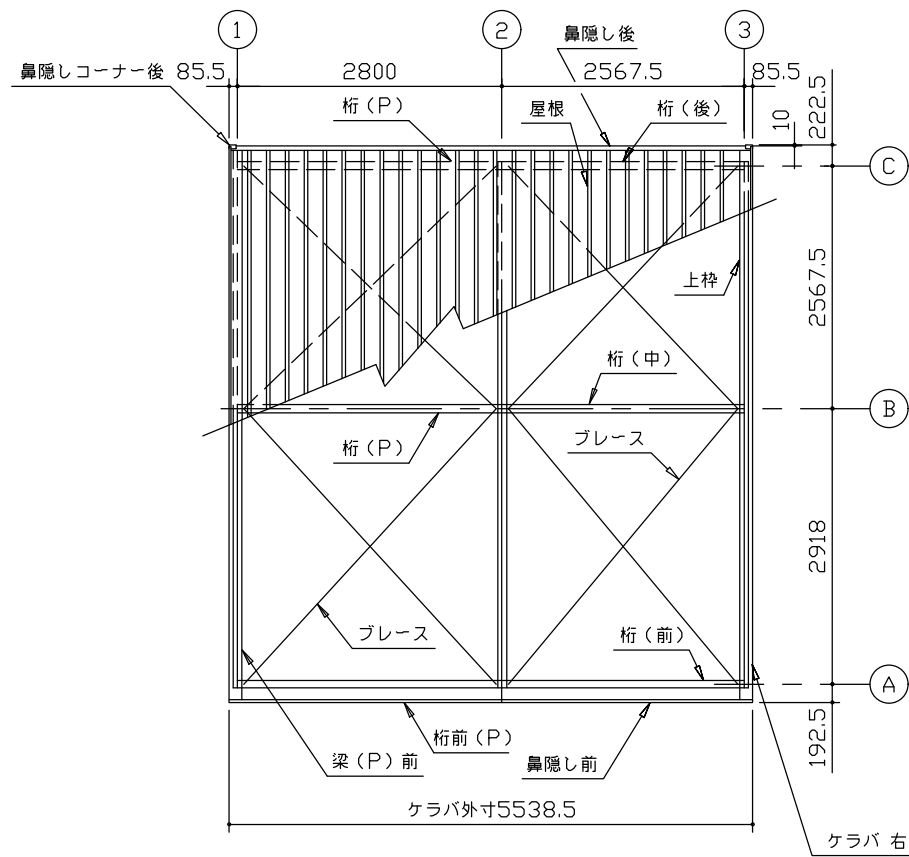 1
2
3
鼻隠し後
鼻隠しコーナー後
85.5
2800
2567.5
85.5
222.5
10
桁(P)
屋根
桁(後)
C
上枠
2567.5
桁(中)
B
桁(P)
ブレース
2918
ブレース
桁(前)
A
192.5
桁前(P)
梁(P)前
鼻隠し前
ケラバ外寸5538.5
ケラバ 右